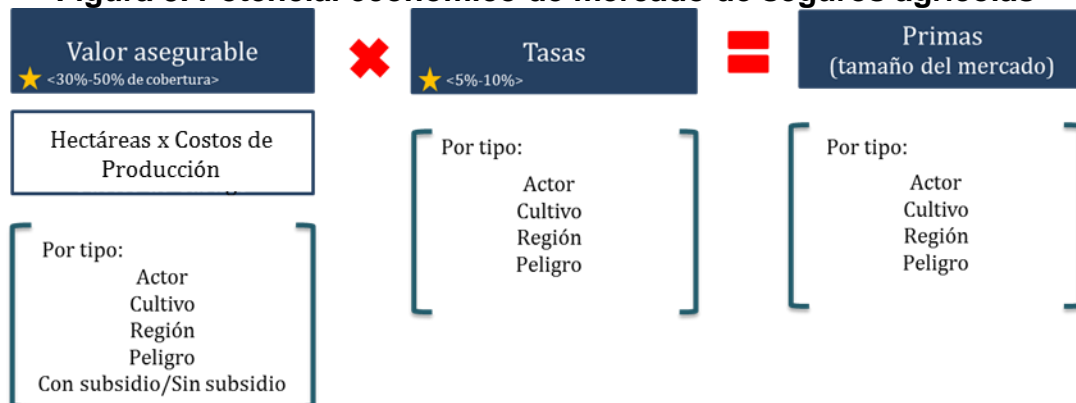 Figura 3. Potencial económico de mercado de seguros agrícolas
Valor asegurable
<30%-50% de cobertura>
Tasas
<5%-10%>
Primas
(tamaño del mercado)
Hectáreas x Costos de
Producción
Por tipo:
Actor
Cultivo
Región
Peligro
Con subsidio/Sin subsidio
Por tipo:
Actor
Cultivo
Región
Peligro
Por tipo:
Actor
Cultivo
Región
Peligro